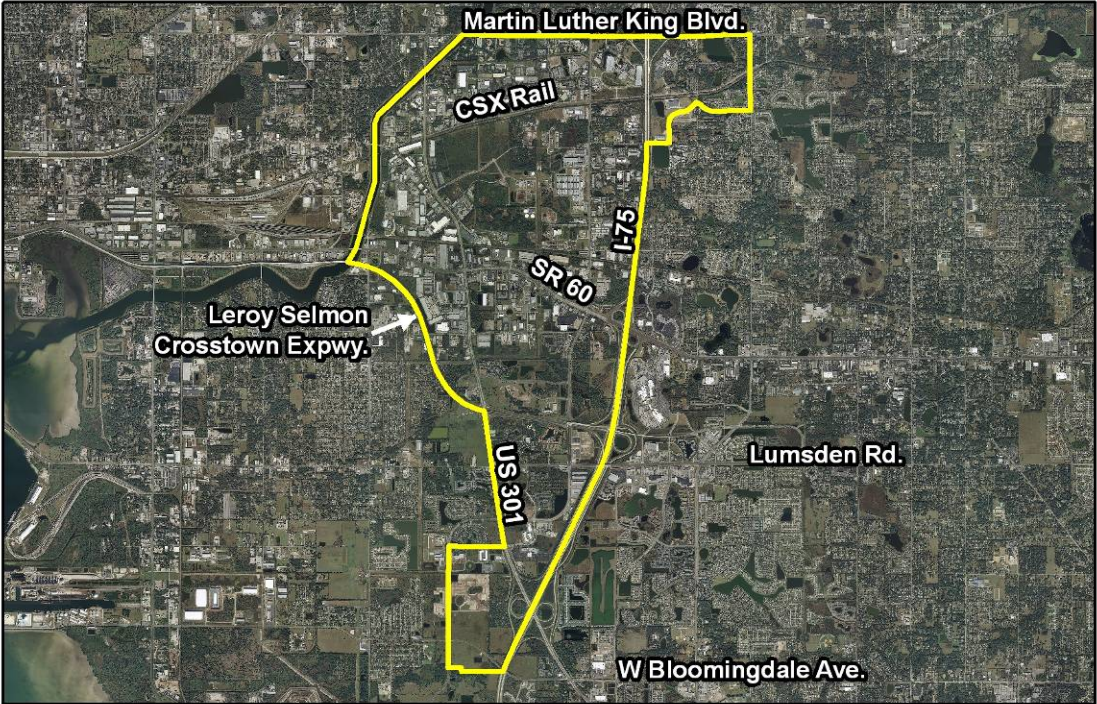 Martin Luther King Blvd.
CSX Rail
I-75
SR 60
Leroy Selmon
Crosstown Expwy.
US 301
Lumsden Rd.
W Bloomingdale Ave.